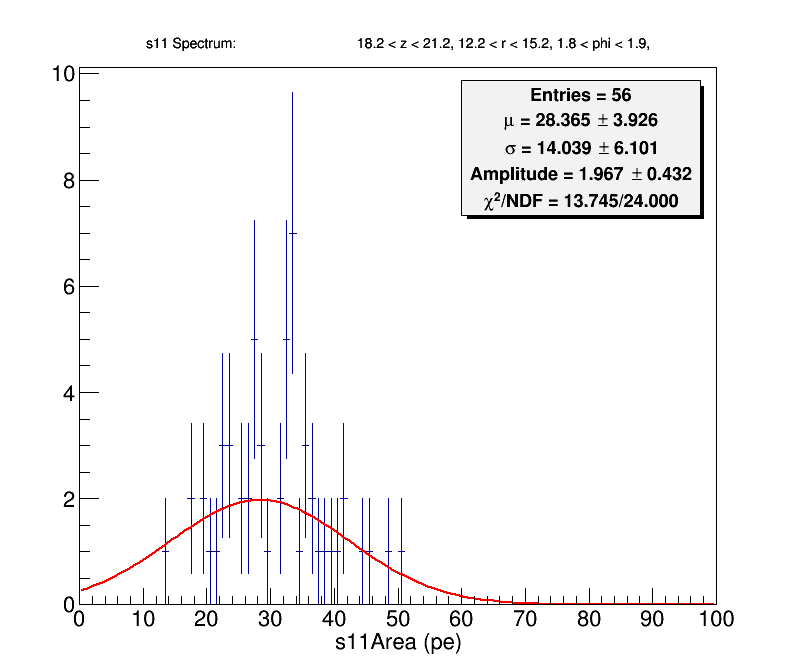 s11 Spectrum: 18.2 < z < 21.2, 12.2 < r < 15.2, 1.8 < phi < 1.9,
Entries = 56
μ = 28.365 ± 3.926
σ = 14.039 ± 6.101
Amplitude = 1.967 ± 0.432
χ²/NDF = 13.745/24.000
10
8
6
4
2
0
0 10 20 30 40 50 60 70 80 90 100
s11Area (pe)